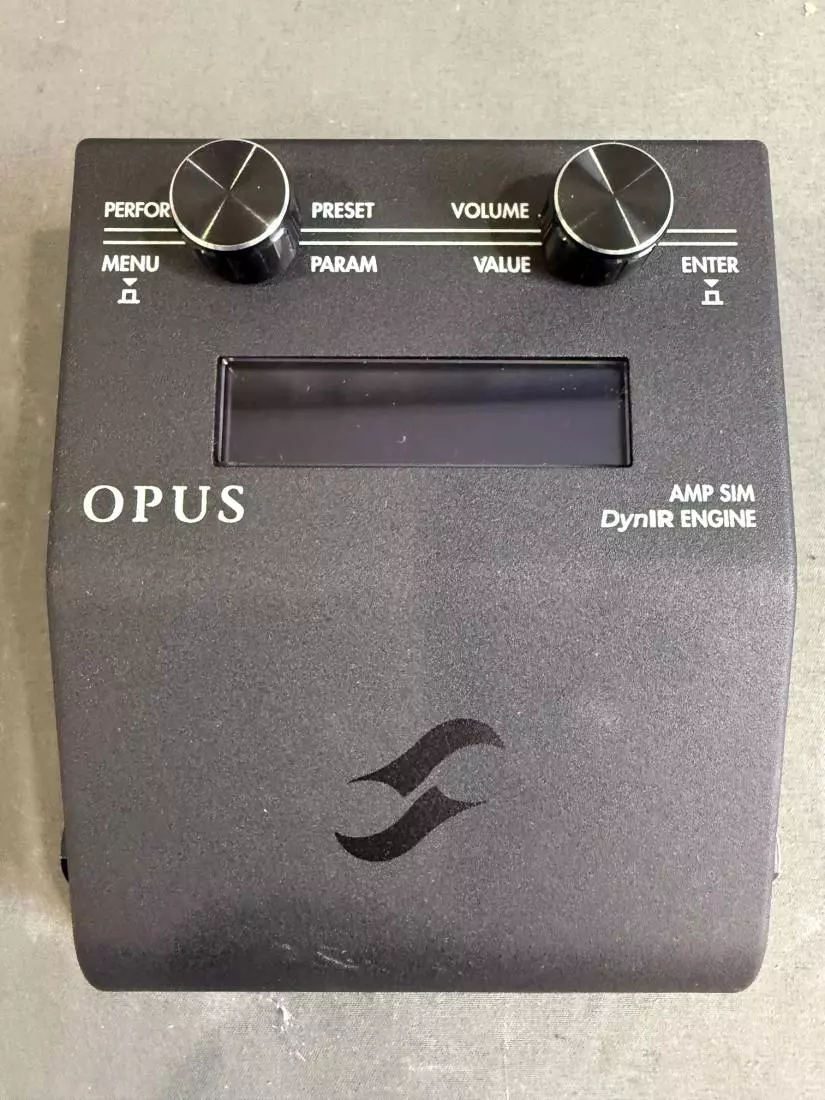 PERFOR PRESET VOLUME
MENU PARAM VALUE ENTER
OPUS
AMP SIM
DynIR ENGINE